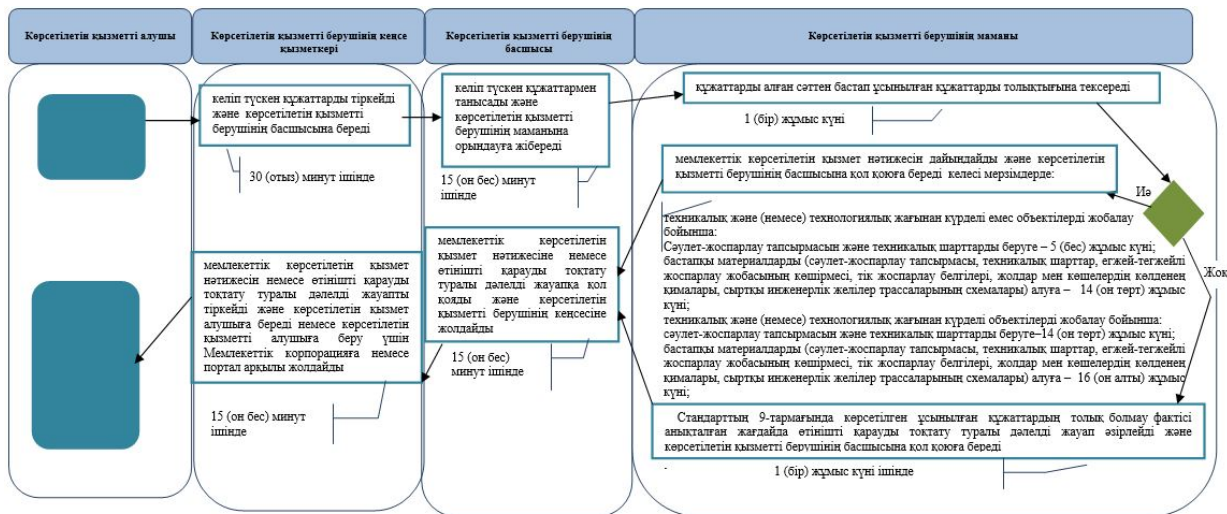 Көрсетілетін қызметті алушы
Көрсетілетін қызметті берушінің кеңсе
қызметкері
Көрсетілетін қызметті берушінің
басшысы
Көрсетілетін қызметті берушінің маманы
келіп түскен құжаттарды тіркейді
және көрсетілетін қызметті
берушінің басшысына береді
30 (отыз) минут ішінде
келіп түскен құжаттармен
танысады және
көрсетілетін қызметті
берушінің маманына
орындауға жібереді
15 (он бес) минут
ішінде
құжаттарды алған сәттен бастап ұсынылған құжаттарды толықтығына тексереді
1 (бір) жұмыс күні
мемлекеттік көрсетілетін қызмет нәтижесін дайындайды және көрсетілетін
қызметті берушінің басшысына қол қоюға береді келесі мерзімдерде:
Иә
Жоқ
техникалық және (немесе) технологиялық жағынан күрделі емес объектілерді жобалау
бойынша:
Сәулет-жоспарлау тапсырмасын және техникалық шарттарды беруге – 5 (бес) жұмыс күні;
бастапқы материалдарды (сәулет-жоспарлау тапсырмасы, техникалық шарттар, егжей-тегжейлі
жоспарлау жобасының көшірмесі, тік жоспарлау белгілері, жолдар мен көшелердің көлденең
қималары, сыртқы инженерлік желілер трассаларының схемалары) алуға – 14 (он төрт) жұмыс
күні;
техникалық және (немесе) технологиялық жағынан күрделі объектілерді жобалау бойынша:
сәулет-жоспарлау тапсырмасын және техникалық шарттарды беруге–14 (он төрт) жұмыс күні;
бастапқы материалдарды (сәулет-жоспарлау тапсырмасы, техникалық шарттар, егжей-тегжейлі
жоспарлау жобасының көшірмесі, тік жоспарлау белгілері, жолдар мен көшелердің көлденең
қималары, сыртқы инженерлік желілер трассаларының схемалары) алуға – 16 (он алты) жұмыс
күні;
Стандарттың 9-тармағында көрсетілген ұсынылған құжаттардың толық болмау фактісі
анықталған жағдайда өтінішті қарауды тоқтату туралы дәлелді жауап әзірлейді және
көрсетілетін қызметті берушінің басшысына қол қоюға береді
.
1 (бір) жұмыс күні ішінде
мемлекеттік көрсетілетін
қызмет нәтижесіне немесе
өтінішті қарауды тоқтату
туралы дәлелді жауапқа қол
қояды және көрсетілетін
қызметті берушінің кеңсесіне
жолдайды
15 (он бес)
минут ішінде
мемлекеттік көрсетілетін қызмет
нәтижесін немесе өтінішті қарауды
тоқтату туралы дәлелді жауапты
тіркейді және көрсетілетін қызмет
алушыға береді немесе көрсетілетін
қызметті алушыға беру үшін
Мемлекеттік корпорацияға немесе
портал арқылы жолдайды
15 (он бес) минут
ішінде